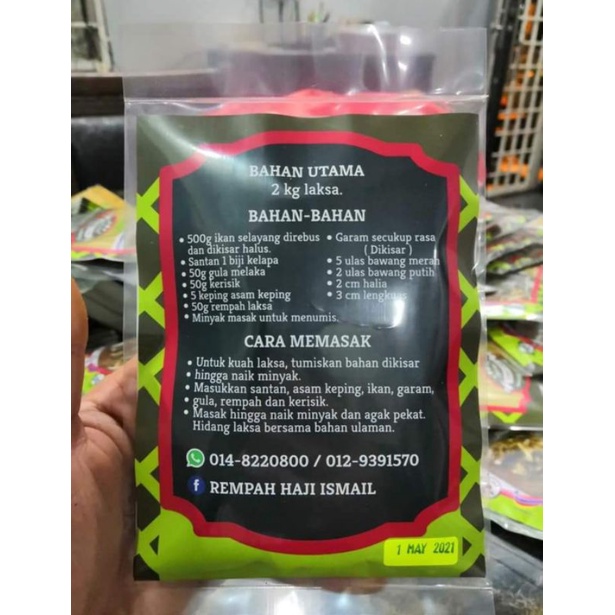 BAHAN UTAMA
2 kg laksa.
BAHAN-BAHAN
• 500g ikan selayang direbus
dan dikisar halus.
• Santan 1 biji kelapa
• 50g gula melaka
• 50g kerisik
• 5 keping asam keping
• 50g rempah laksa
• Minyak masak untuk menumis.
• Garam secukup rasa
( Dikisar )
• 5 ulas bawang merah
• 2 ulas bawang putih
• 2 cm halia
• 3 cm lengkuas
CARA MEMASAK
• Untuk kuah laksa, tumiskan bahan dikisar
• hingga naik minyak.
• Masukkan santan, asam keping, ikan, garam,
• gula, rempah dan kerisik.
• Masak hingga naik minyak dan agak pekat.
Hidang laksa bersama bahan ulaman.
014-8220800 / 012-9391570
f REMPAH HAJI ISMAIL
1 MAY 2021